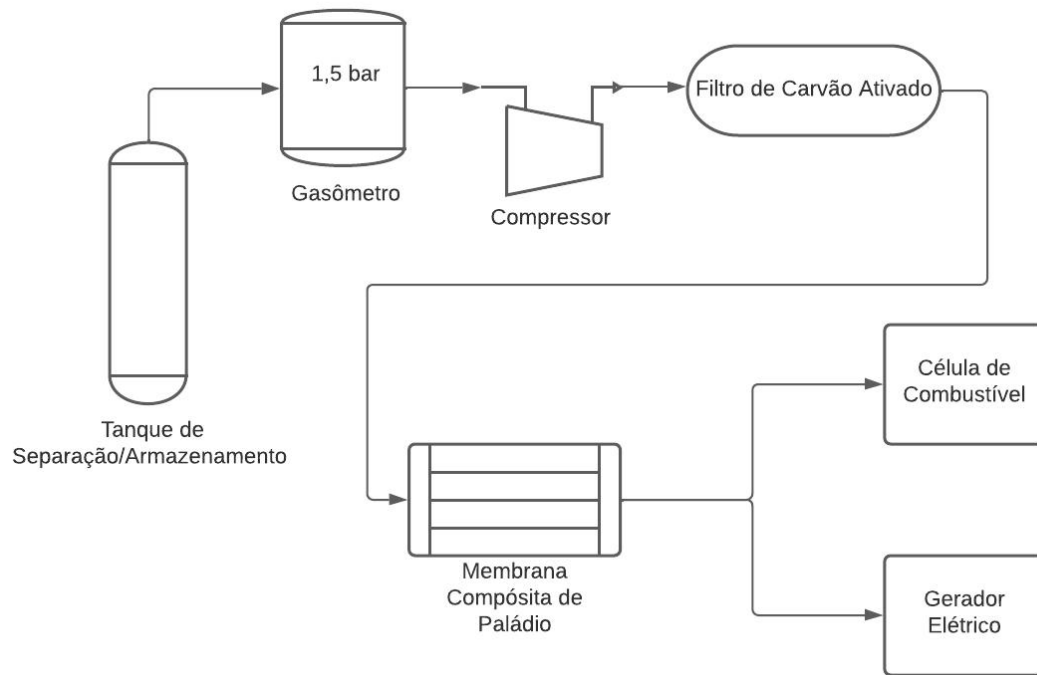 1,5 bar
Gasômetro
Compressor
Filtro de Carvão Ativado
Tanque de
Separação/Armazenamento
Membrana
Compósita de
Paládio
Célula de
Combustível
Gerador
Elétrico